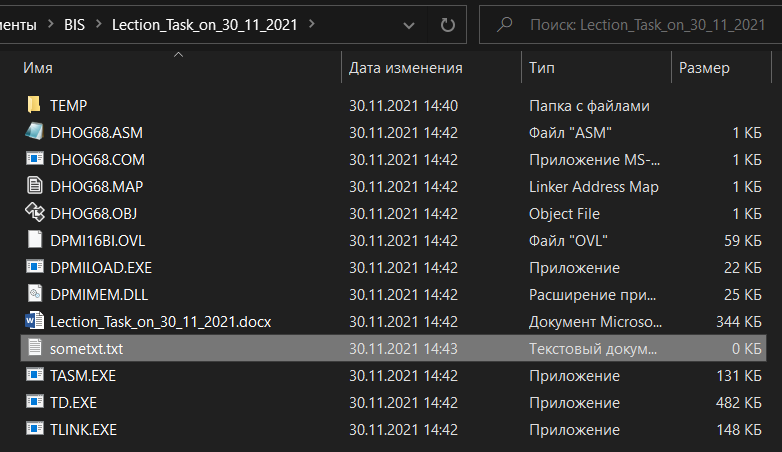 менты > BIS > Lection_Task_on_30_11_2021 >
Поиск: Lection_Task_on_30_11_2021
Имя Дата изменения Тип Размер
TEMP 30.11.2021 14:40 Папка с файлами
DHOG68.ASM 30.11.2021 14:42 Файл "ASM" 1 КБ
DHOG68.COM 30.11.2021 14:42 Приложение MS-... 1 КБ
DHOG68.MAP 30.11.2021 14:42 Linker Address Map 1 КБ
DHOG68.OBJ 30.11.2021 14:42 Object File 1 КБ
DPMI16BI.OVL 30.11.2021 14:42 Файл "OVL" 59 КБ
DPMILOAD.EXE 30.11.2021 14:42 Приложение 22 КБ
DPMIMEM.DLL 30.11.2021 14:42 Расширение при... 25 КБ
Lection_Task_on_30_11_2021.docx 30.11.2021 14:42 Документ Microso... 344 КБ
sometxt.txt 30.11.2021 14:43 Текстовый докум... 0 КБ
TASM.EXE 30.11.2021 14:42 Приложение 131 КБ
TD.EXE 30.11.2021 14:42 Приложение 482 КБ
TLINK.EXE 30.11.2021 14:42 Приложение 148 КБ